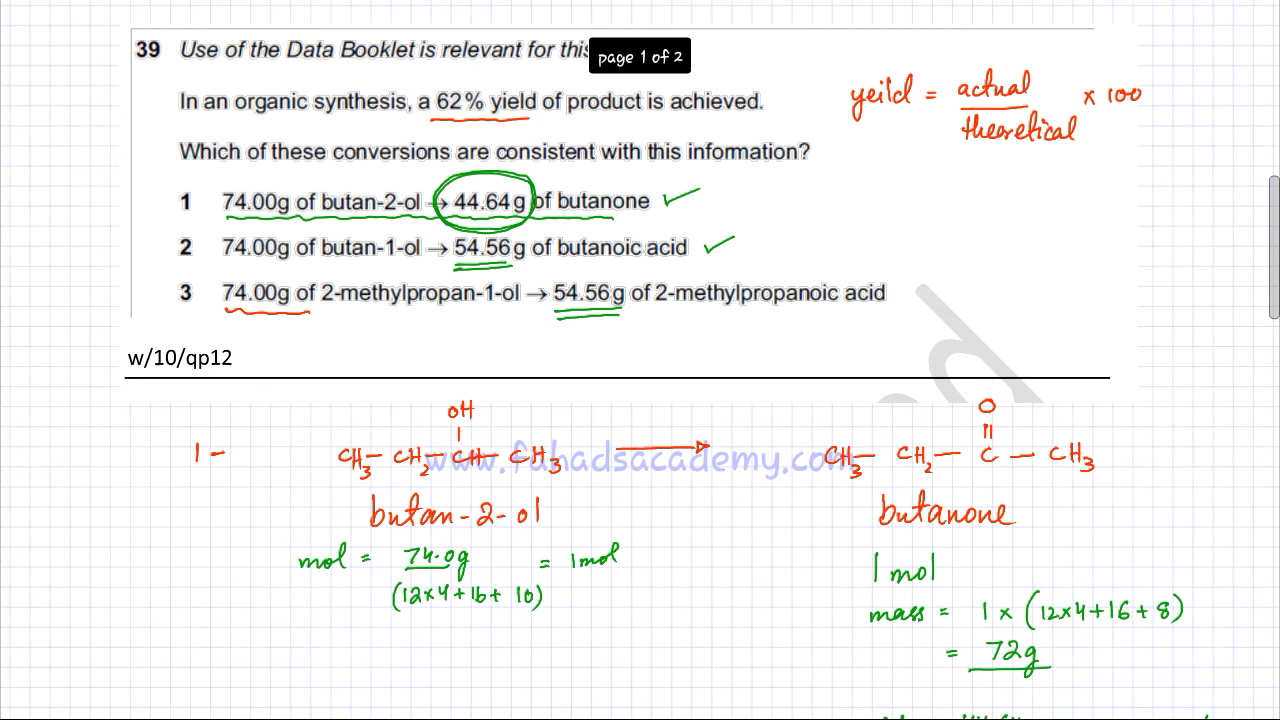 39 Use of the Data Booklet is relevant for this
page 1 of 2
In an organic synthesis, a 62% yield of product is achieved.
yeild = actual / theoretical × 100
Which of these conversions are consistent with this information?
1 74.00g of butan-2-ol → 44.64g of butanone ✓
2 74.00g of butan-1-ol → 54.56g of butanoic acid ✓
3 74.00g of 2-methylpropan-1-ol → 54.56g of 2-methylpropanoic acid
w/10/qp12
OH
O
1 - CH3 - CH2 - CH - CH3 → CH3 - CH2 - C - CH3
www.fahadsacademy.com
butan-2-ol
butanone
mol = 74.0g / (12×4+16+10) = 1mol
1 mol
mass = 1 × (12×4+16+8)
= 72g